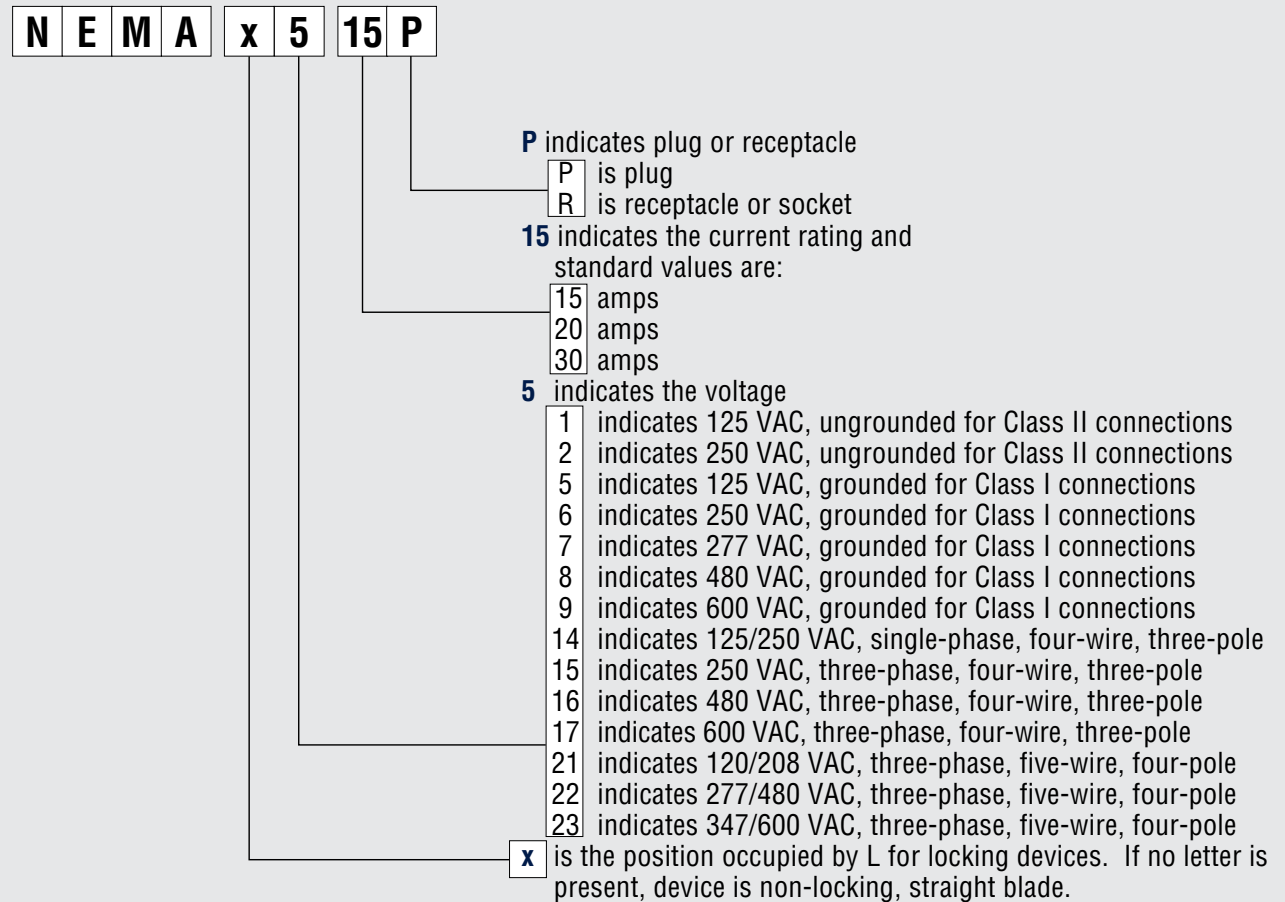 NEMA x5 15P
P indicates plug or receptacle
P is plug
R is receptacle or socket
15 indicates the current rating and
standard values are:
15 amps
20 amps
30 amps
5 indicates the voltage
1 indicates 125 VAC, ungrounded for Class II connections
2 indicates 250 VAC, ungrounded for Class II connections
5 indicates 125 VAC, grounded for Class I connections
6 indicates 250 VAC, grounded for Class I connections
7 indicates 277 VAC, grounded for Class I connections
8 indicates 480 VAC, grounded for Class I connections
9 indicates 600 VAC, grounded for Class I connections
14 indicates 125/250 VAC, single-phase, four-wire, three-pole
15 indicates 250 VAC, three-phase, four-wire, three-pole
16 indicates 480 VAC, three-phase, four-wire, three-pole
17 indicates 600 VAC, three-phase, four-wire, three-pole
21 indicates 120/208 VAC, three-phase, five-wire, four-pole
22 indicates 277/480 VAC, three-phase, five-wire, four-pole
23 indicates 347/600 VAC, three-phase, five-wire, four-pole
x is the position occupied by L for locking devices. If no letter is
present, device is non-locking, straight blade.